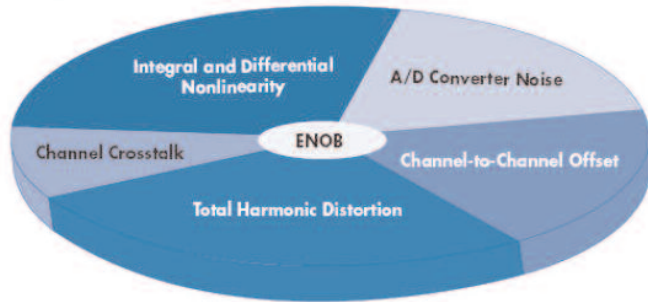 Integral and Differential
Nonlinearity
A/D Converter Noise
Channel Crosstalk
ENOB
Channel-to-Channel Offset
Total Harmonic Distortion